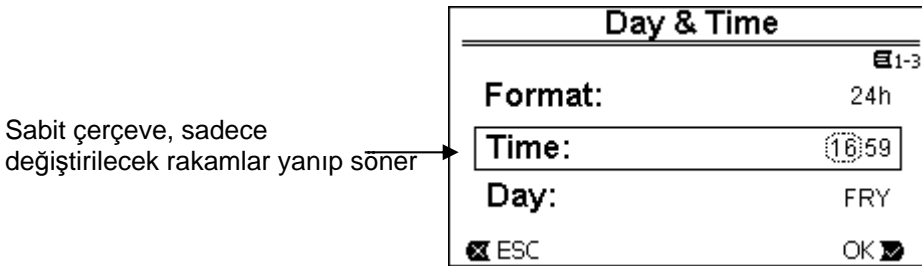 Day & Time
1-3
Format: 24h
Sabit çerçeve, sadece
değiştirilecek rakamlar yanıp söner
Time: 16:59
Day: FRY
ESC OK